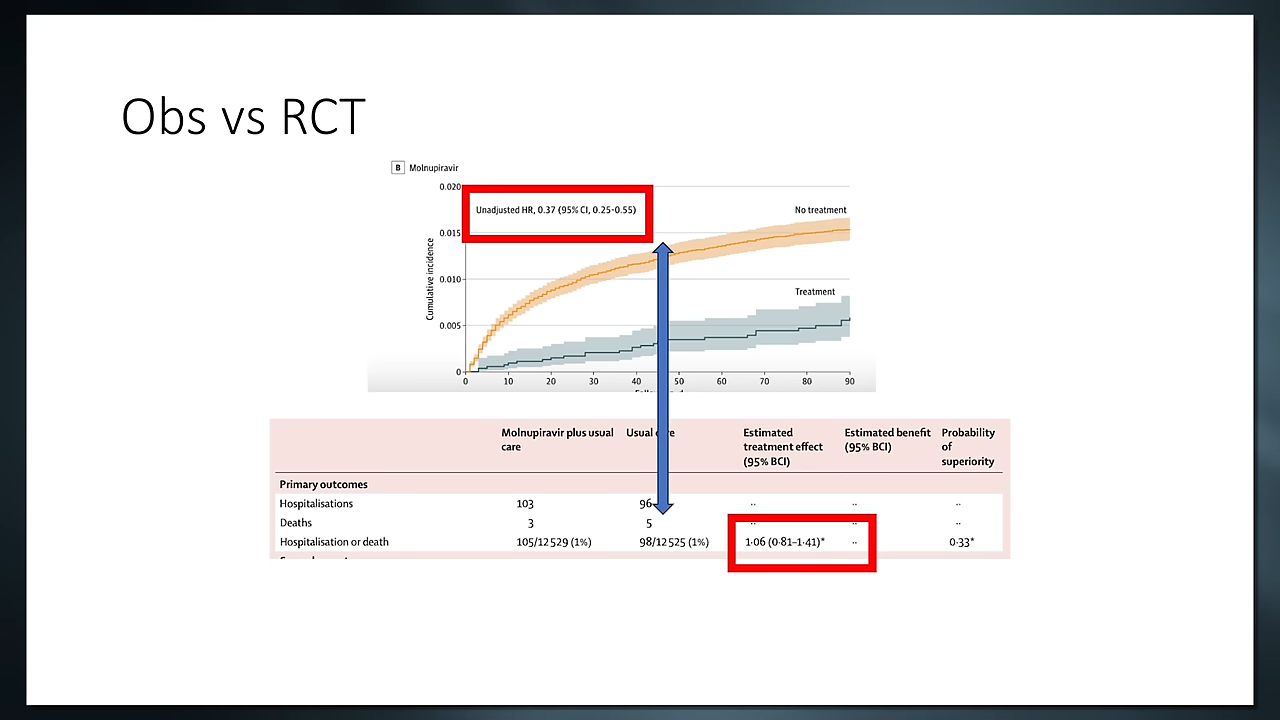 Obs vs RCT
B Molnupiravir
0.020
Unadjusted HR, 0.37 (95% CI, 0.25-0.55)
No treatment
0.015
Cumulative incidence
0.010
Treatment
0.005
0
0 10 20 30 40 50 60 70 80 90
Molnupiravir plus usual care
Usual
Estimated treatment effect (95% BCI)
Estimated benefit (95% BCI)
Probability of superiority
Primary outcomes
Hospitalisations 103 96 ·· ·· ··
Deaths 3 5 ·· ·· ··
Hospitalisation or death 105/12 529 (1%) 98/12 525 (1%) 1·06 (0·81–1·41)* ·· 0·33*